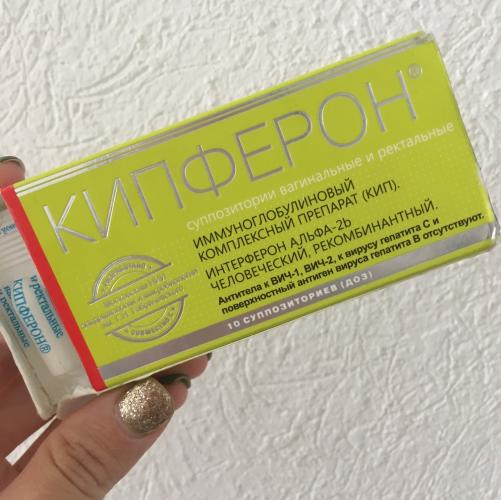 КИПФЕРОН®
суппозитории вагинальные и ректальные
ИММУНОГЛОБУЛИНОВЫЙ
КОМПЛЕКСНЫЙ ПРЕПАРАТ (КИП).
ИНТЕРФЕРОН АЛЬФА-2b
ЧЕЛОВЕЧЕСКИЙ, РЕКОМБИНАНТНЫЙ.
Антитела к ВИЧ-1, ВИЧ-2, к вирусу гепатита С и
поверхностный антиген вируса гепатита В отсутствуют.
10 СУППОЗИТОРИЕВ (ДОЗ)
и ректальные
КИПФЕРОН®
ректальные